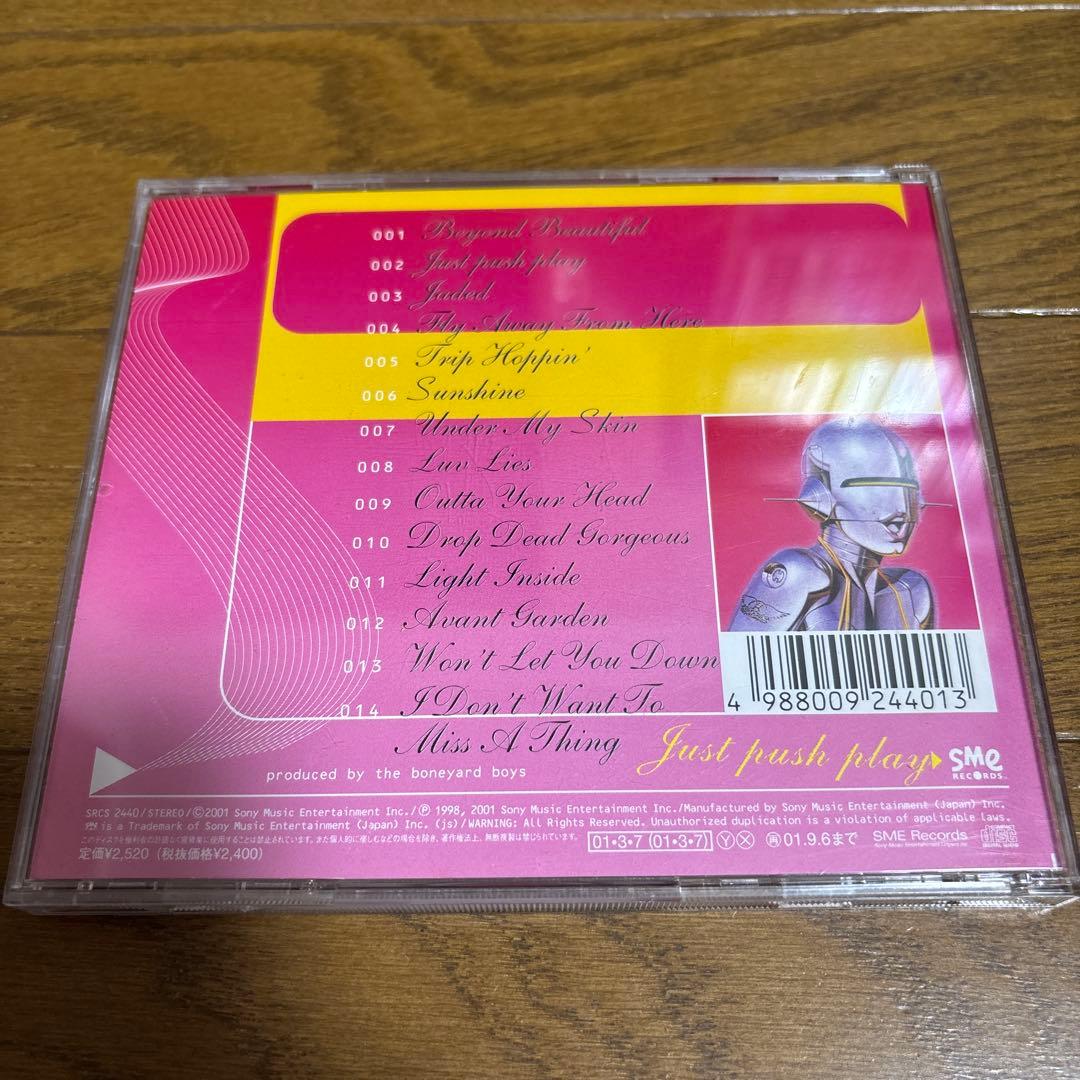 001 Beyond Beautiful
002 Just push play
003 Jaded
004 Fly Away From Here
005 Trip Hoppin'
006 Sunshine
007 Under My Skin
008 Luv Lies
009 Outta Your Head
010 Drop Dead Gorgeous
011 Light Inside
012 Avant Garden
013 Won't Let You Down
014 I Don't Want To
Miss A Thing
4 988009 244013
Just push play
sme
RECORDS
produced by the boneyard boys
SRCS 2440/STEREO/©2001 Sony Music Entertainment Inc./℗ 1998, 2001 Sony Music Entertainment Inc./Manufactured by Sony Music Entertainment (Japan) Inc.
is a Trademark of Sony Music Entertainment (Japan) Inc. (js)/WARNING: All Rights Reserved. Unauthorized duplication is a violation of applicable laws.
定価¥2,520 (税抜価格¥2,400)
01•3•7 (01•3•7) Y X 再 01.9.6まで
SME Records
disc